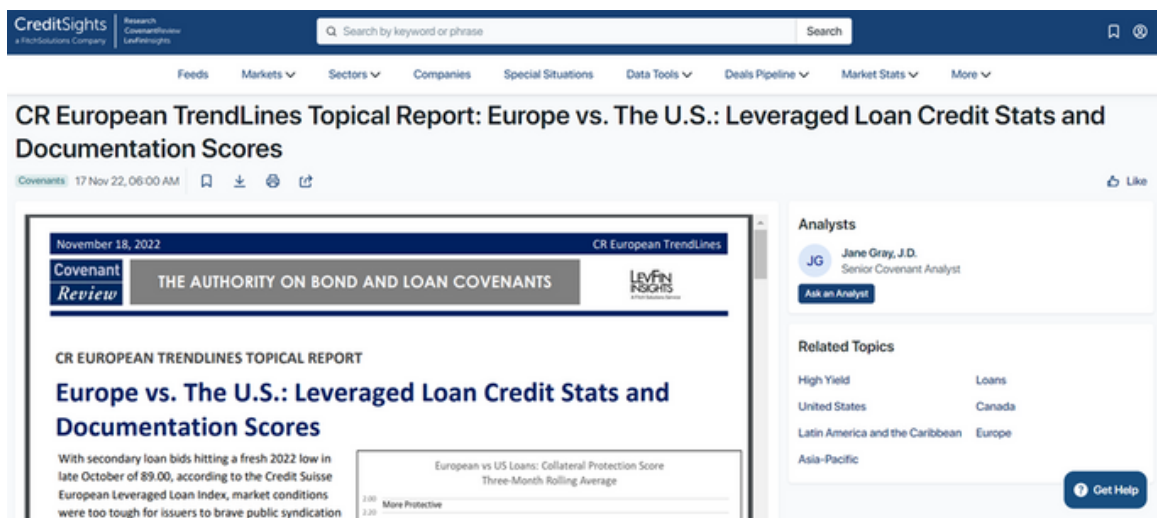 CreditSights
a FitchSolutions Company
Research
CovenantReview
LevFinInsights
Search by keyword or phrase
Search
Feeds Markets Sectors Companies Special Situations Data Tools Deals Pipeline Market Stats More
CR European TrendLines Topical Report: Europe vs. The U.S.: Leveraged Loan Credit Stats and
Documentation Scores
Covenants 17 Nov 22, 06:00 AM
Like
November 18, 2022 CR European TrendLines
Covenant
Review
THE AUTHORITY ON BOND AND LOAN COVENANTS
LEVFIN
INSIGHTS
A Fitch Solutions Service
CR EUROPEAN TRENDLINES TOPICAL REPORT
Europe vs. The U.S.: Leveraged Loan Credit Stats and
Documentation Scores
With secondary loan bids hitting a fresh 2022 low in
late October of 89.00, according to the Credit Suisse
European Leveraged Loan Index, market conditions
were too tough for issuers to brave public syndication
European vs US Loans: Collateral Protection Score
Three-Month Rolling Average
2.00
More Protective
2.20
Analysts
JG
Jane Gray, J.D.
Senior Covenant Analyst
Ask an Analyst
Related Topics
High Yield Loans
United States Canada
Latin America and the Caribbean Europe
Asia-Pacific
Get Help